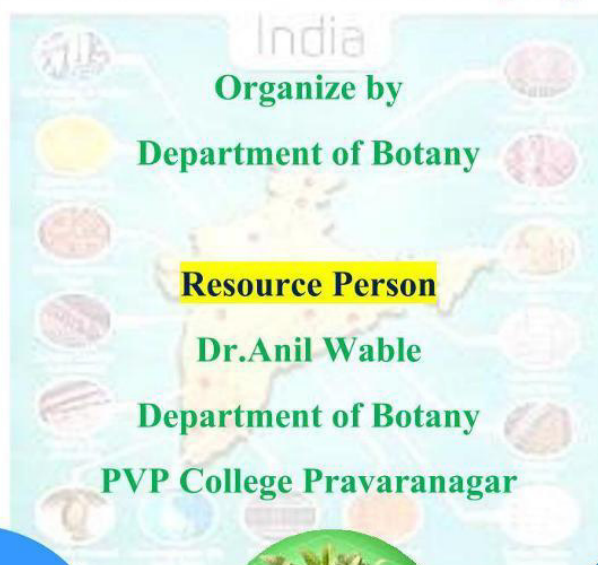 India
Organize by
Department of Botany
Resource Person
Dr.Anil Wable
Department of Botany
PVP College Pravaranagar